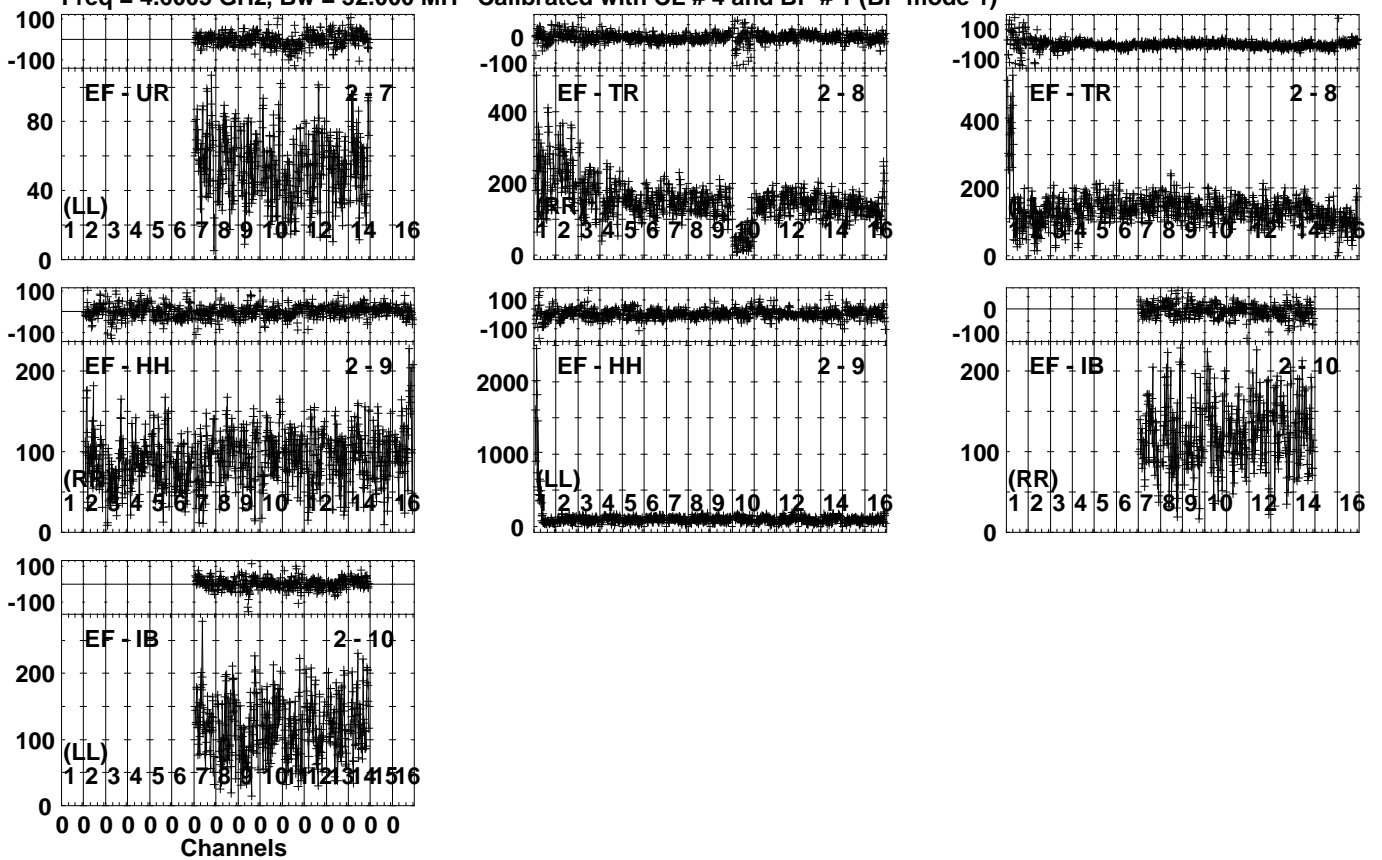 Freq = 4.6005 GHz, Bw = 32.000 MH Calibrated with CL # 4 and BP # 1 (BP mode 1)
100
-100
EF - UR 2 - 7
80
40
0
(LL)
1 2 3 4 5 6 7 8 9 10 12 14 16
0
-100
EF - TR 2 - 8
400
200
0
(RR)
1 2 3 4 5 6 7 8 9 10 12 14 16
100
-100
EF - TR 2 - 8
400
200
0
1 2 3 4 5 6 7 8 9 10 12 14 16
100
-100
EF - HH 2 - 9
200
100
0
(RR)
1 2 3 4 5 6 7 8 9 10 12 14 16
100
-100
EF - HH 2 - 9
2000
1000
0
(LL)
1 2 3 4 5 6 7 8 9 10 12 14 16
0
-100
EF - IB 2 - 10
200
100
0
(RR)
1 2 3 4 5 6 7 8 9 10 12 14 16
100
-100
EF - IB 2 - 10
200
100
0
(LL)
1 2 3 4 5 6 7 8 9 10 11 12 13 14 15 16
0 0 0 0 0 0 0 0 0 0 0 0 0 0 0 0
Channels